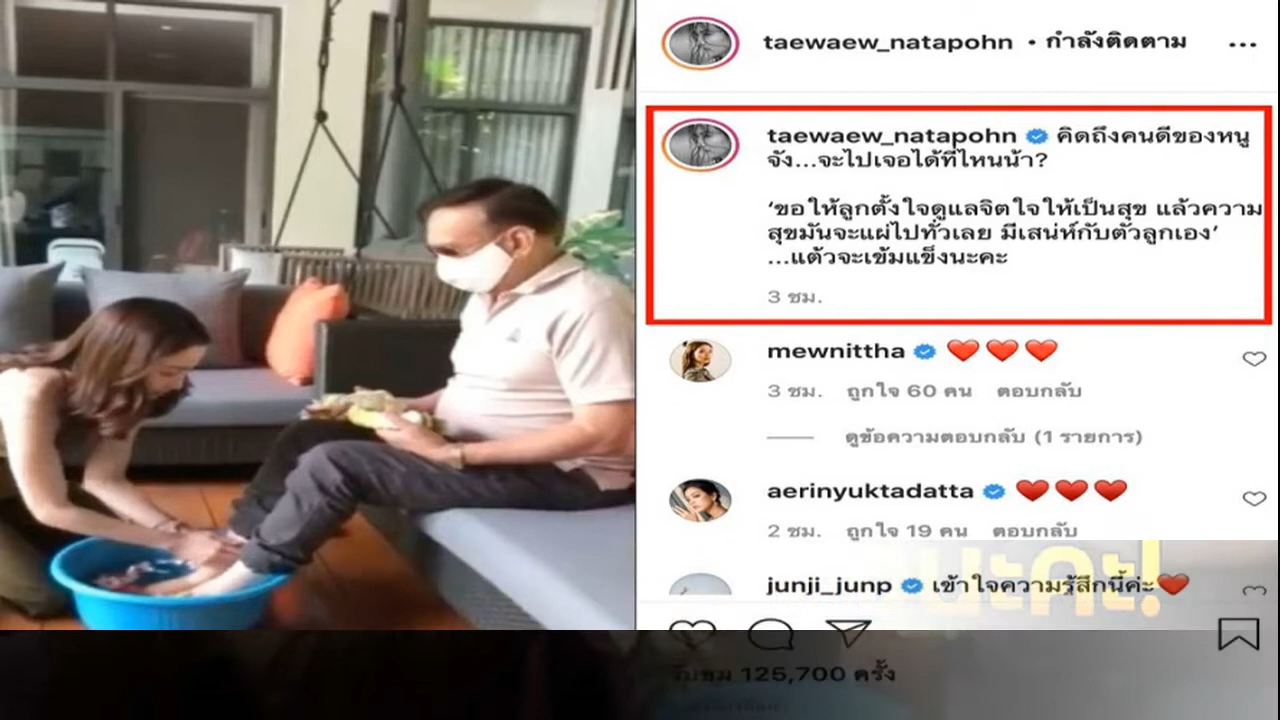 taewaew_natapohn • กำลังติดตาม
taewaew_natapohn คิดถึงคนดีของหนู
จัง...จะไปเจอได้ที่ไหนน้า?
‘ขอให้ลูกตั้งใจดูแลจิตใจให้เป็นสุข แล้วความ
สุขมันจะแผ่ไปทั่วเลย มีเสน่ห์กับตัวลูกเอง’
...แต้วจะเข้มแข็งนะคะ
3 ชม.
mewnittha ❤️❤️❤️
3 ชม. ถูกใจ 60 คน ตอบกลับ
ดูข้อความตอบกลับ (1 รายการ)
aerinyuktadatta ❤️❤️❤️
2 ชม. ถูกใจ 19 คน ตอบกลับ
นะคะ!
junji_junp เข้าใจความรู้สึกนี้ค่ะ❤️
รับชม 125,700 ครั้ง